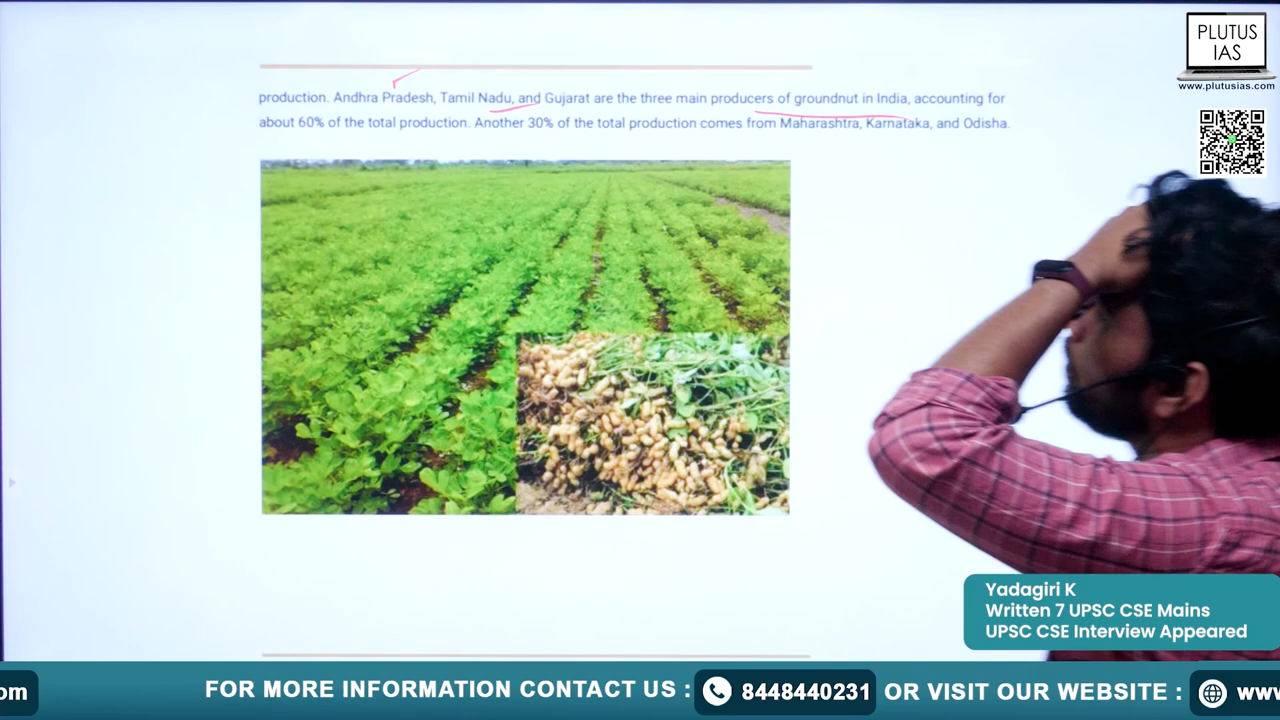 PLUTUS
IAS
www.plutusias.com
production. Andhra Pradesh, Tamil Nadu, and Gujarat are the three main producers of groundnut in India, accounting for
about 60% of the total production. Another 30% of the total production comes from Maharashtra, Karnataka, and Odisha.
Yadagiri K
Written 7 UPSC CSE Mains
UPSC CSE Interview Appeared
om FOR MORE INFORMATION CONTACT US : 8448440231 OR VISIT OUR WEBSITE : www